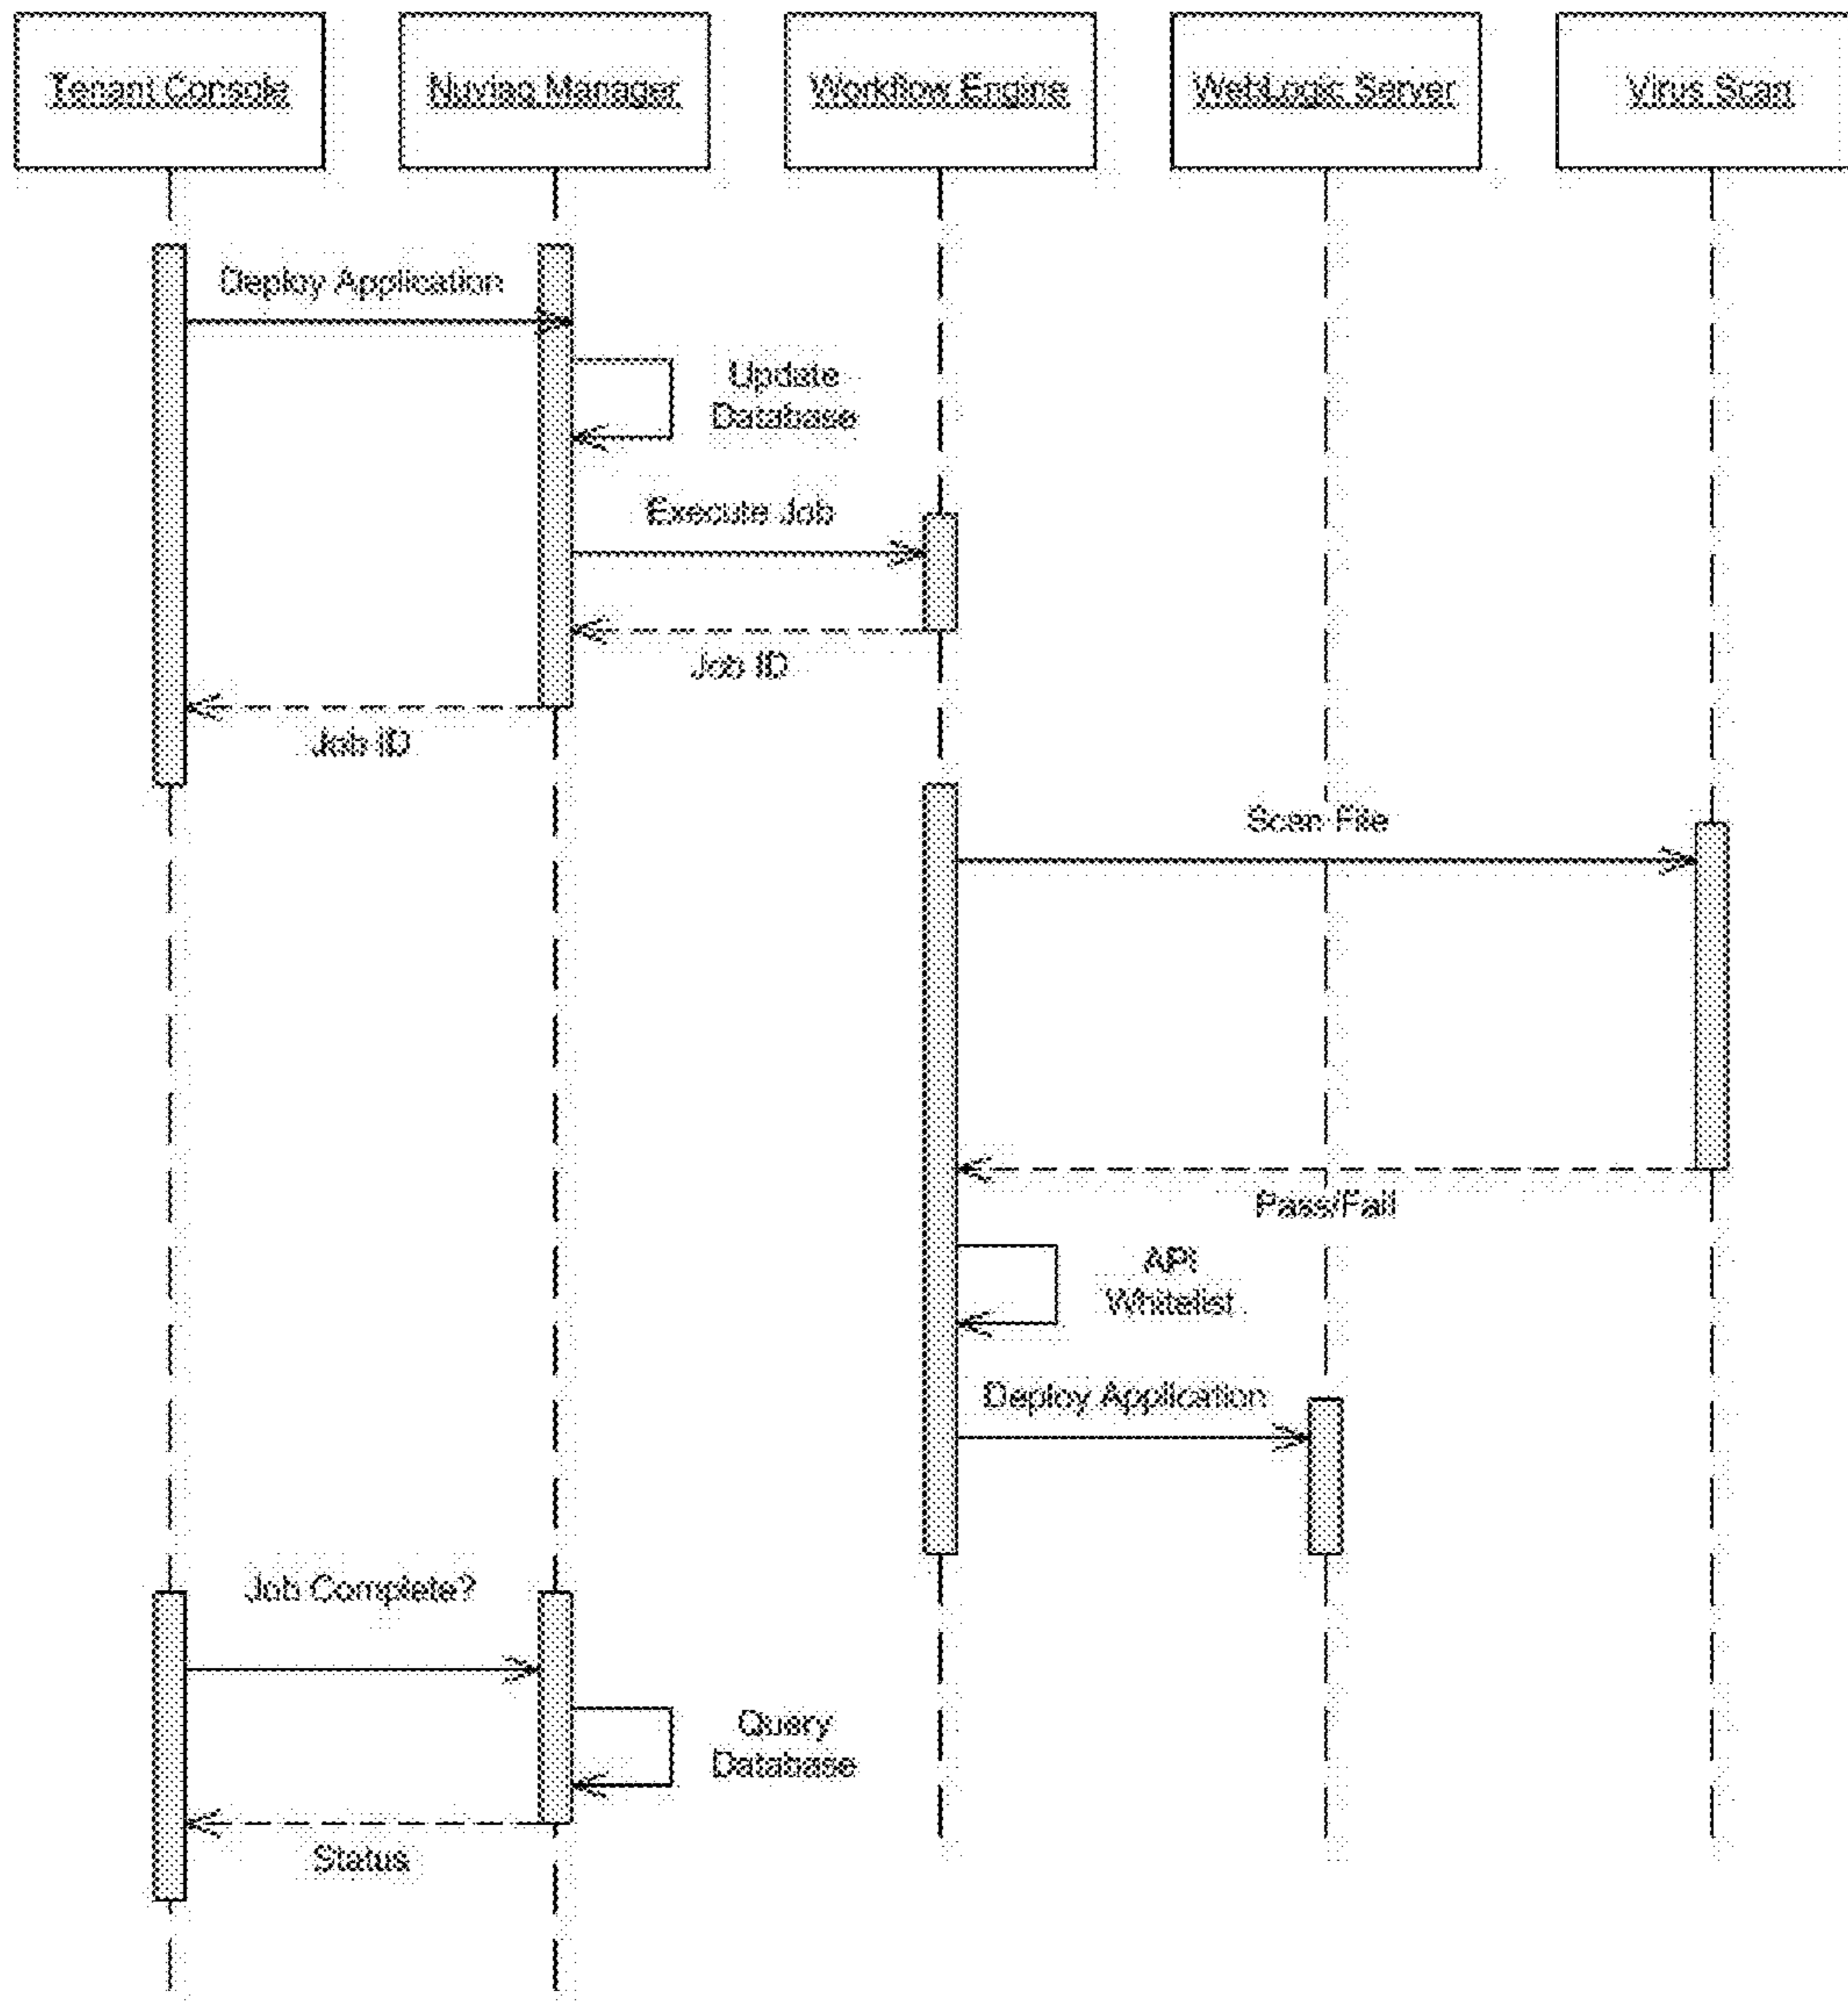 Tenant Console
Nuviaq Manager
Workflow Engine
WebLogic Server
Virus Scan
Deploy Application
Update
Database
Execute Job
Job ID
Job ID
Scan File
Pass/Fail
API
Whitelist
Deploy Application
Job Complete?
Query
Database
Status